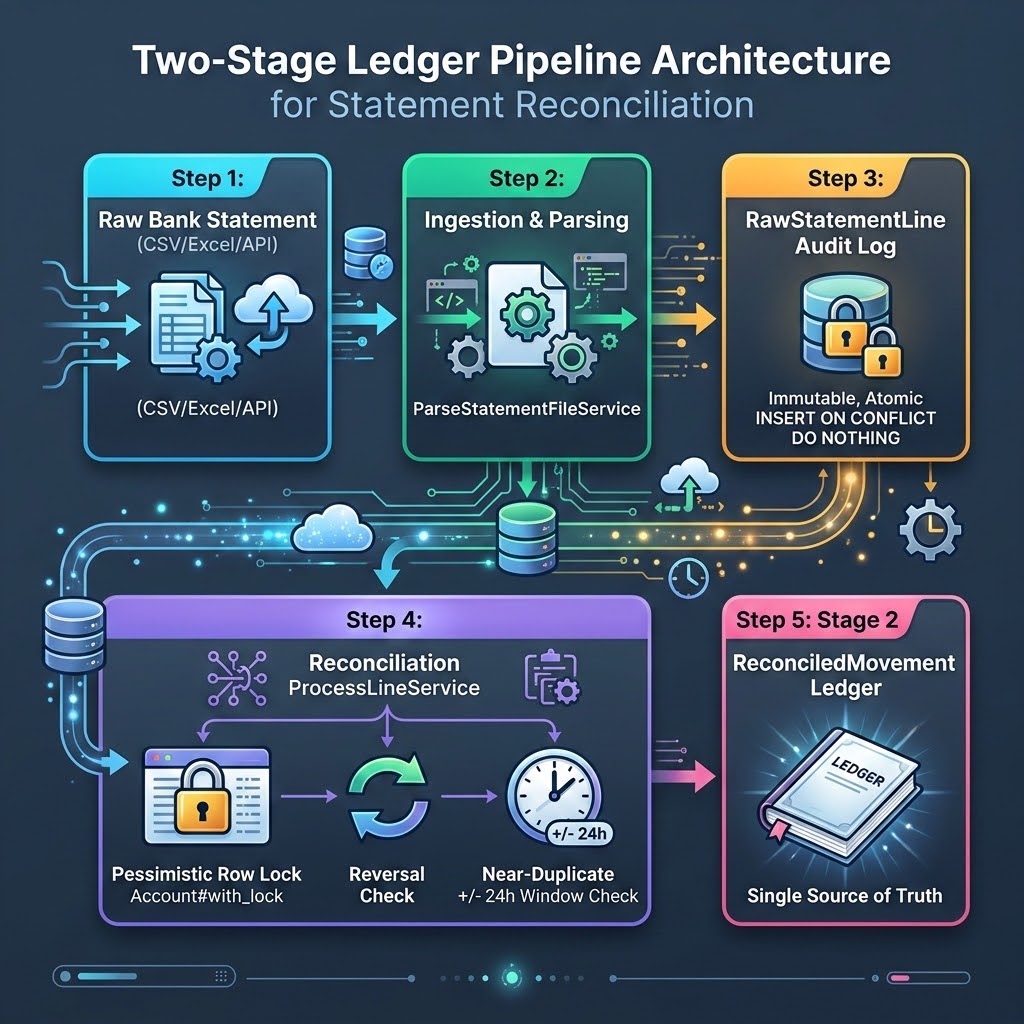 Two-Stage Ledger Pipeline Architecture
for Statement Reconciliation
Step 1:
Raw Bank Statement
(CSV/Excel/API)
(CSV/Excel/API)
Step 2:
Ingestion & Parsing
</>
ParseStatementFileService
Step 3:
RawStatementLine
Audit Log
Immutable, Atomic
INSERT ON CONFLICT
DO NOTHING
Step 4:
Reconciliation
ProcessLineService
Pessimistic Row Lock
Account#with_lock
Reversal
Check
+/- 24h
Near-Duplicate
+/- 24h Window Check
Step 5: Stage 2
ReconciledMovement
Ledger
LEDGER
Single Source of Truth